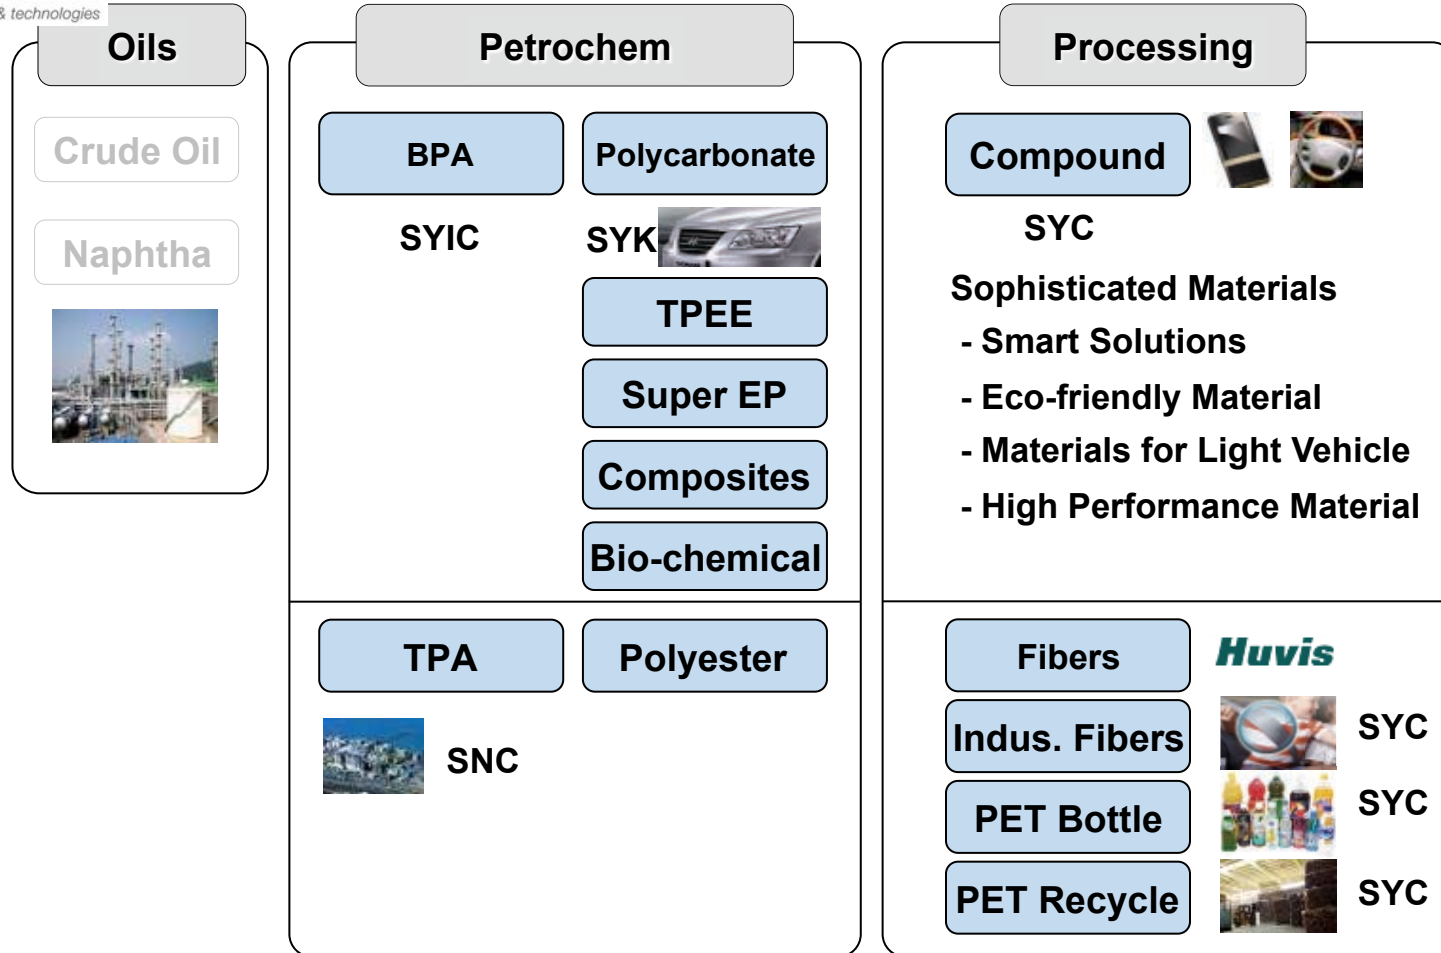 & technologies
Oils
Crude Oil
Naphtha
Petrochem
BPA
Polycarbonate
SYIC
SYK
TPEE
Super EP
Composites
Bio-chemical
TPA
Polyester
SNC
Processing
Compound
SYC
Sophisticated Materials
- Smart Solutions
- Eco-friendly Material
- Materials for Light Vehicle
- High Performance Material
Fibers
Huvis
Indus. Fibers
SYC
PET Bottle
SYC
PET Recycle
SYC